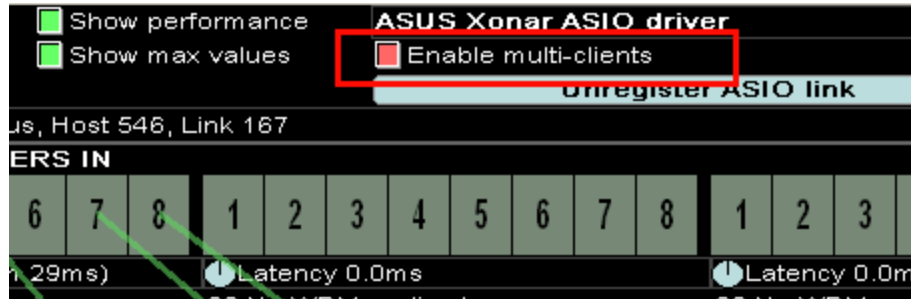 Show performance
ASUS Xonar ASIO driver
Show max values
Enable multi-clients
Unregister ASIO link
us, Host 546, Link 167
ERS IN
6 7 8 1 2 3 4 5 6 7 8 1 2 3
29ms) Latency 0.0ms Latency 0.0m